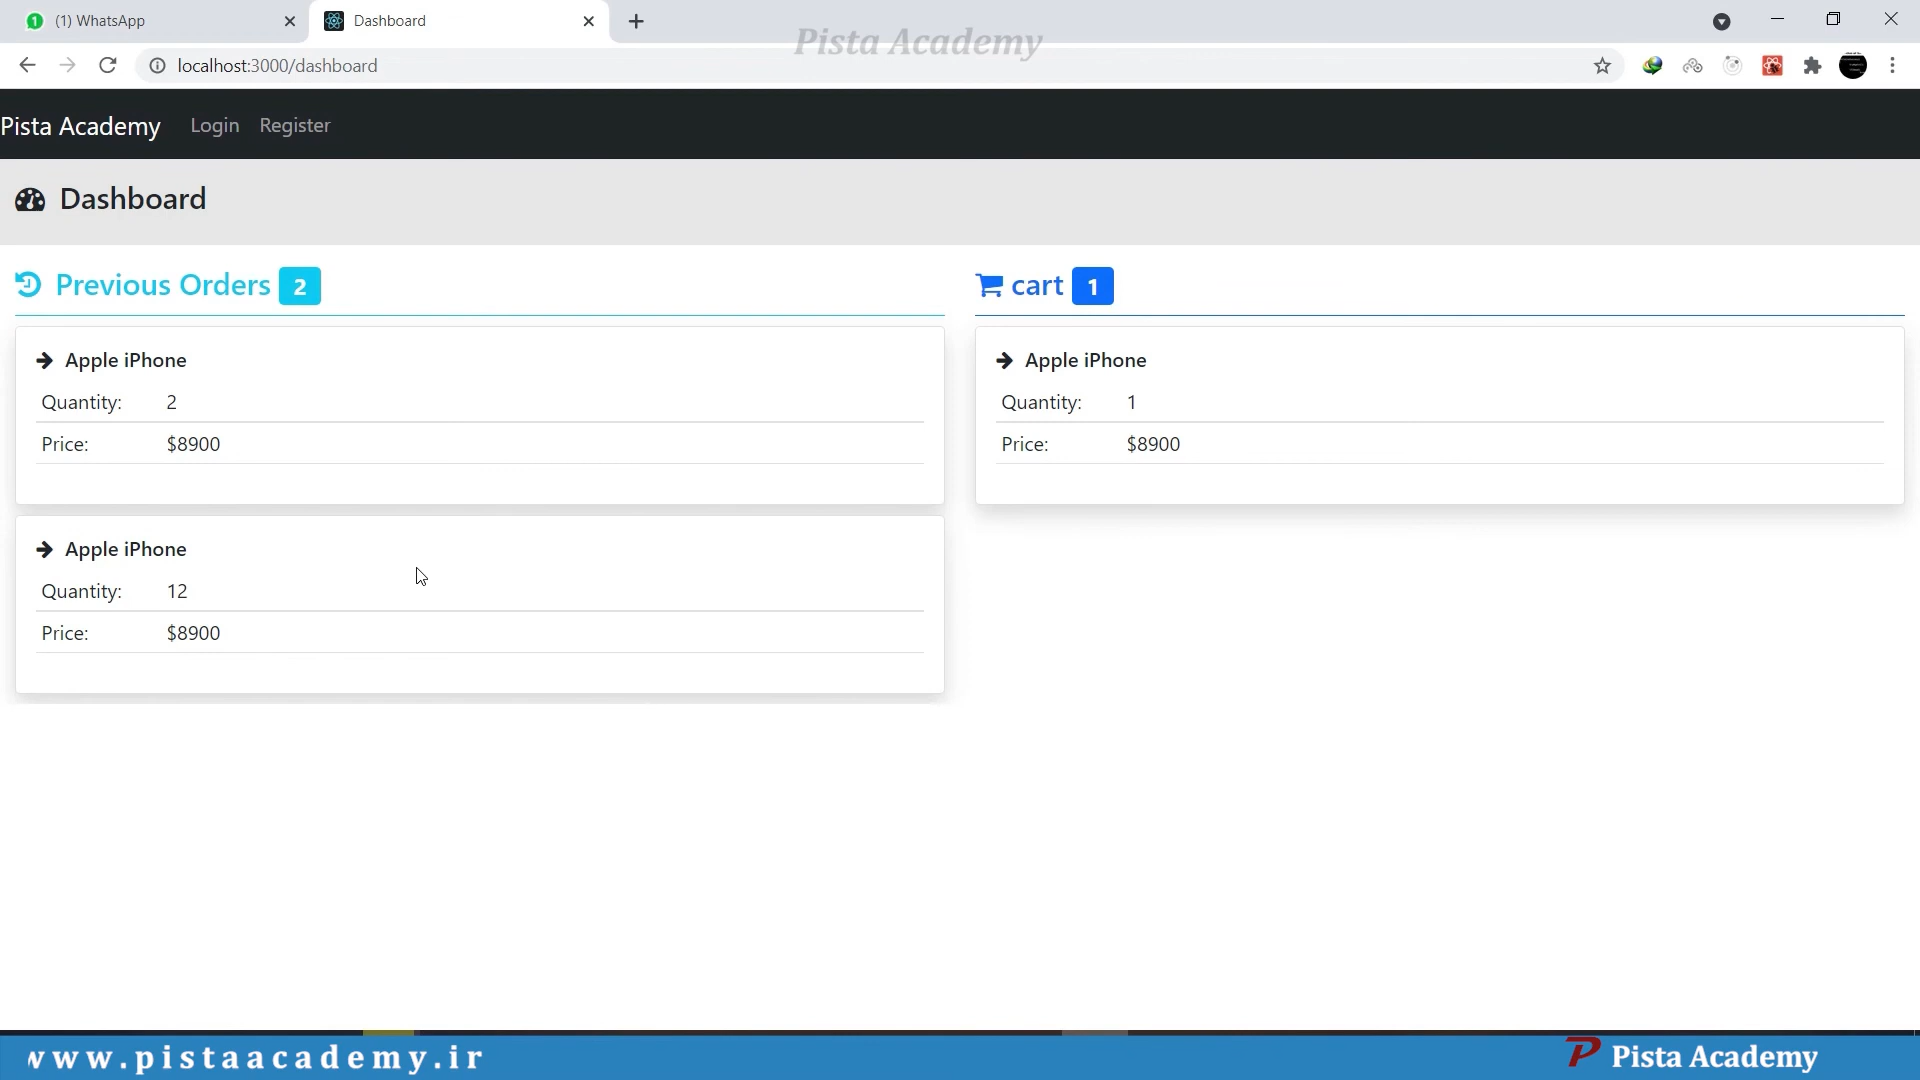 (1) WhatsApp
Dashboard
Pista Academy
localhost:3000/dashboard
Pista Academy Login Register
Dashboard
Previous Orders 2
Apple iPhone
Quantity: 2
Price: $8900
Apple iPhone
Quantity: 12
Price: $8900
cart 1
Apple iPhone
Quantity: 1
Price: $8900
www.pistaacademy.ir
Pista Academy